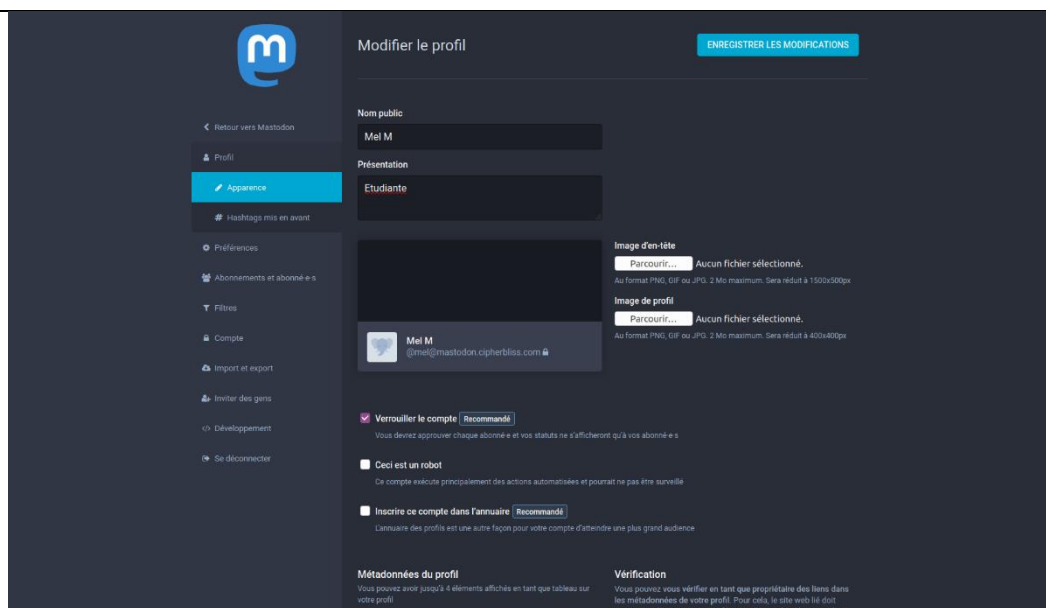 Modifier le profil
ENREGISTRER LES MODIFICATIONS
Retour vers Mastodon
Profil
Apparence
# Hashtags mis en avant
Préférences
Abonnements et abonné·e·s
Filtres
Compte
Import et export
Inviter des gens
Développement
Se déconnecter
Nom public
Mel M
Présentation
Etudiante
Image d'en-tête
Parcourir... Aucun fichier sélectionné.
Au format PNG, GIF ou JPG. 2 Mo maximum. Sera réduit à 1500x500px
Image de profil
Parcourir... Aucun fichier sélectionné.
Au format PNG, GIF ou JPG. 2 Mo maximum. Sera réduit à 400x400px
Mel M
@mel@mastodon.cipherbliss.com
Verrouiller le compte Recommandé
Vous devrez approuver chaque abonné·e et vos statuts ne s'afficheront qu'à vos abonné·e·s
Ceci est un robot
Ce compte exécute principalement des actions automatisées et pourrait ne pas être surveillé
Inscrire ce compte dans l'annuaire Recommandé
L'annuaire des profils est une autre façon pour votre compte d'atteindre une plus grand audience
Métadonnées du profil
Vous pouvez avoir jusqu'à 4 éléments affichés en tant que tableau sur
votre profil
Vérification
Vous pouvez vous vérifier en tant que propriétaire des liens dans
les métadonnées de votre profil. Pour cela, le site web lié doit